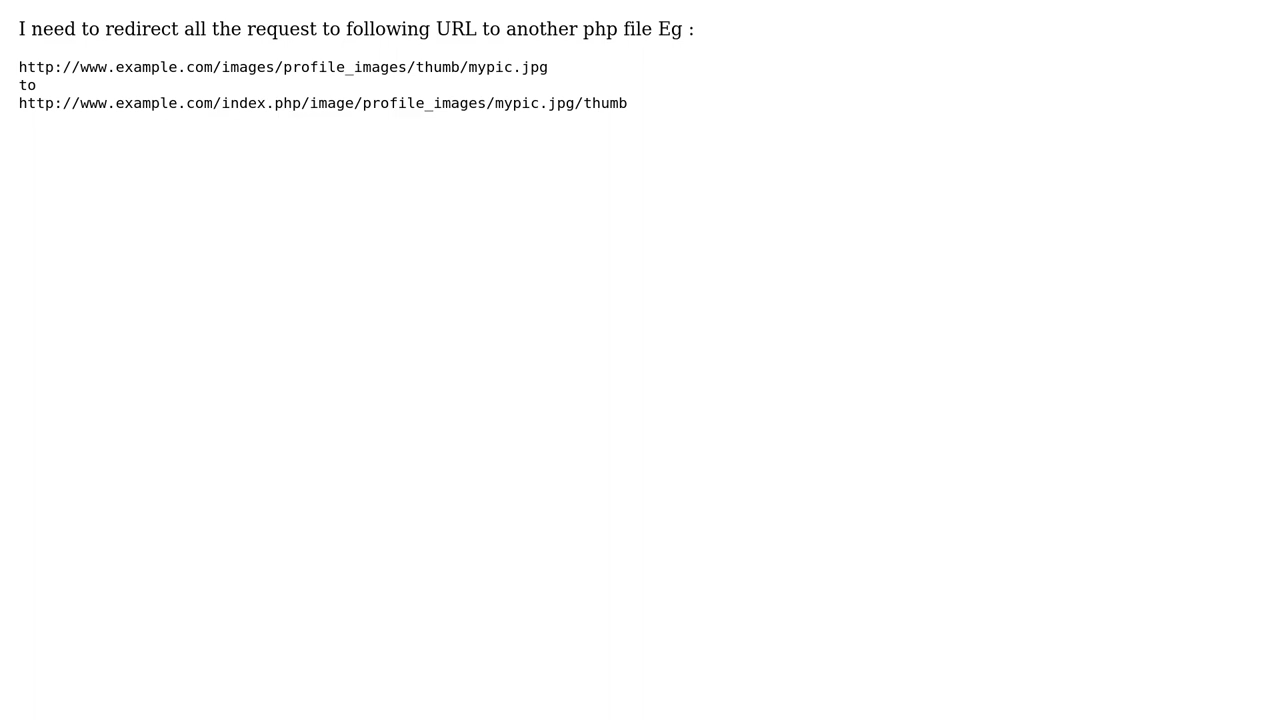 I need to redirect all the request to following URL to another php file Eg :
http://www.example.com/images/profile_images/thumb/mypic.jpg
to
http://www.example.com/index.php/image/profile_images/mypic.jpg/thumb